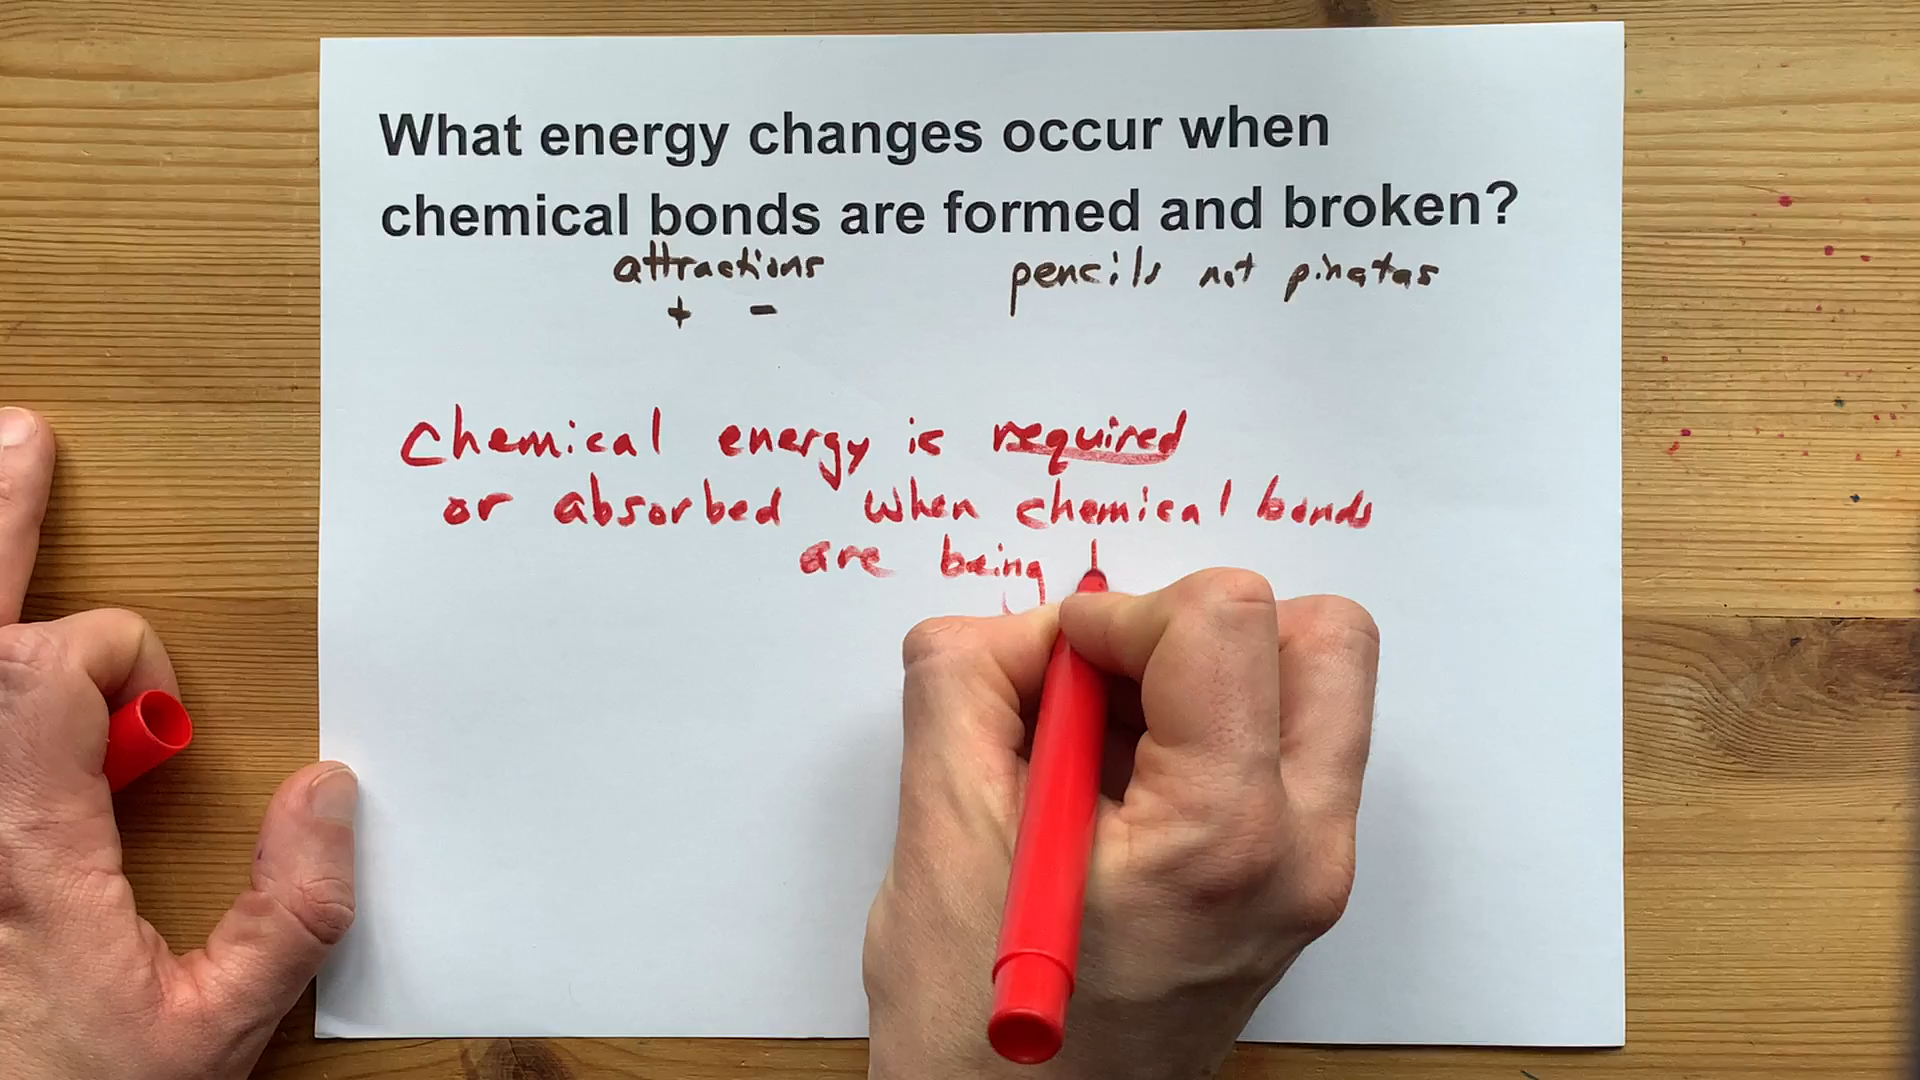 What energy changes occur when
chemical bonds are formed and broken?
attractions pencils not pinatas
+ -
chemical energy is required
or absorbed when chemical bonds
are being